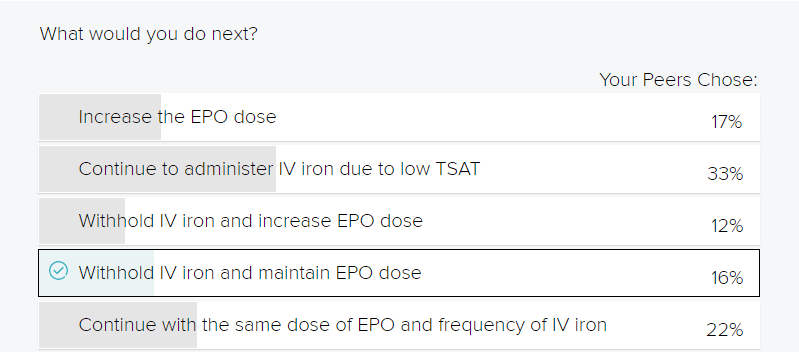 What would you do next?
Your Peers Chose:
Increase the EPO dose 17%
Continue to administer IV iron due to low TSAT 33%
Withhold IV iron and increase EPO dose 12%
Withhold IV iron and maintain EPO dose 16%
Continue with the same dose of EPO and frequency of IV iron 22%